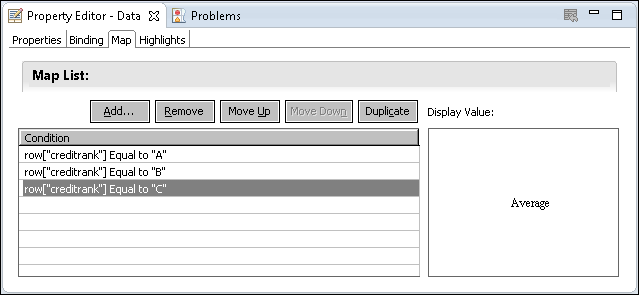 Property Editor - Data Problems
Properties Binding Map Highlights
Map List:
Add... Remove Move Up Move Down Duplicate Display Value:
Condition
row["creditrank"] Equal to "A"
row["creditrank"] Equal to "B"
row["creditrank"] Equal to "C"
Average